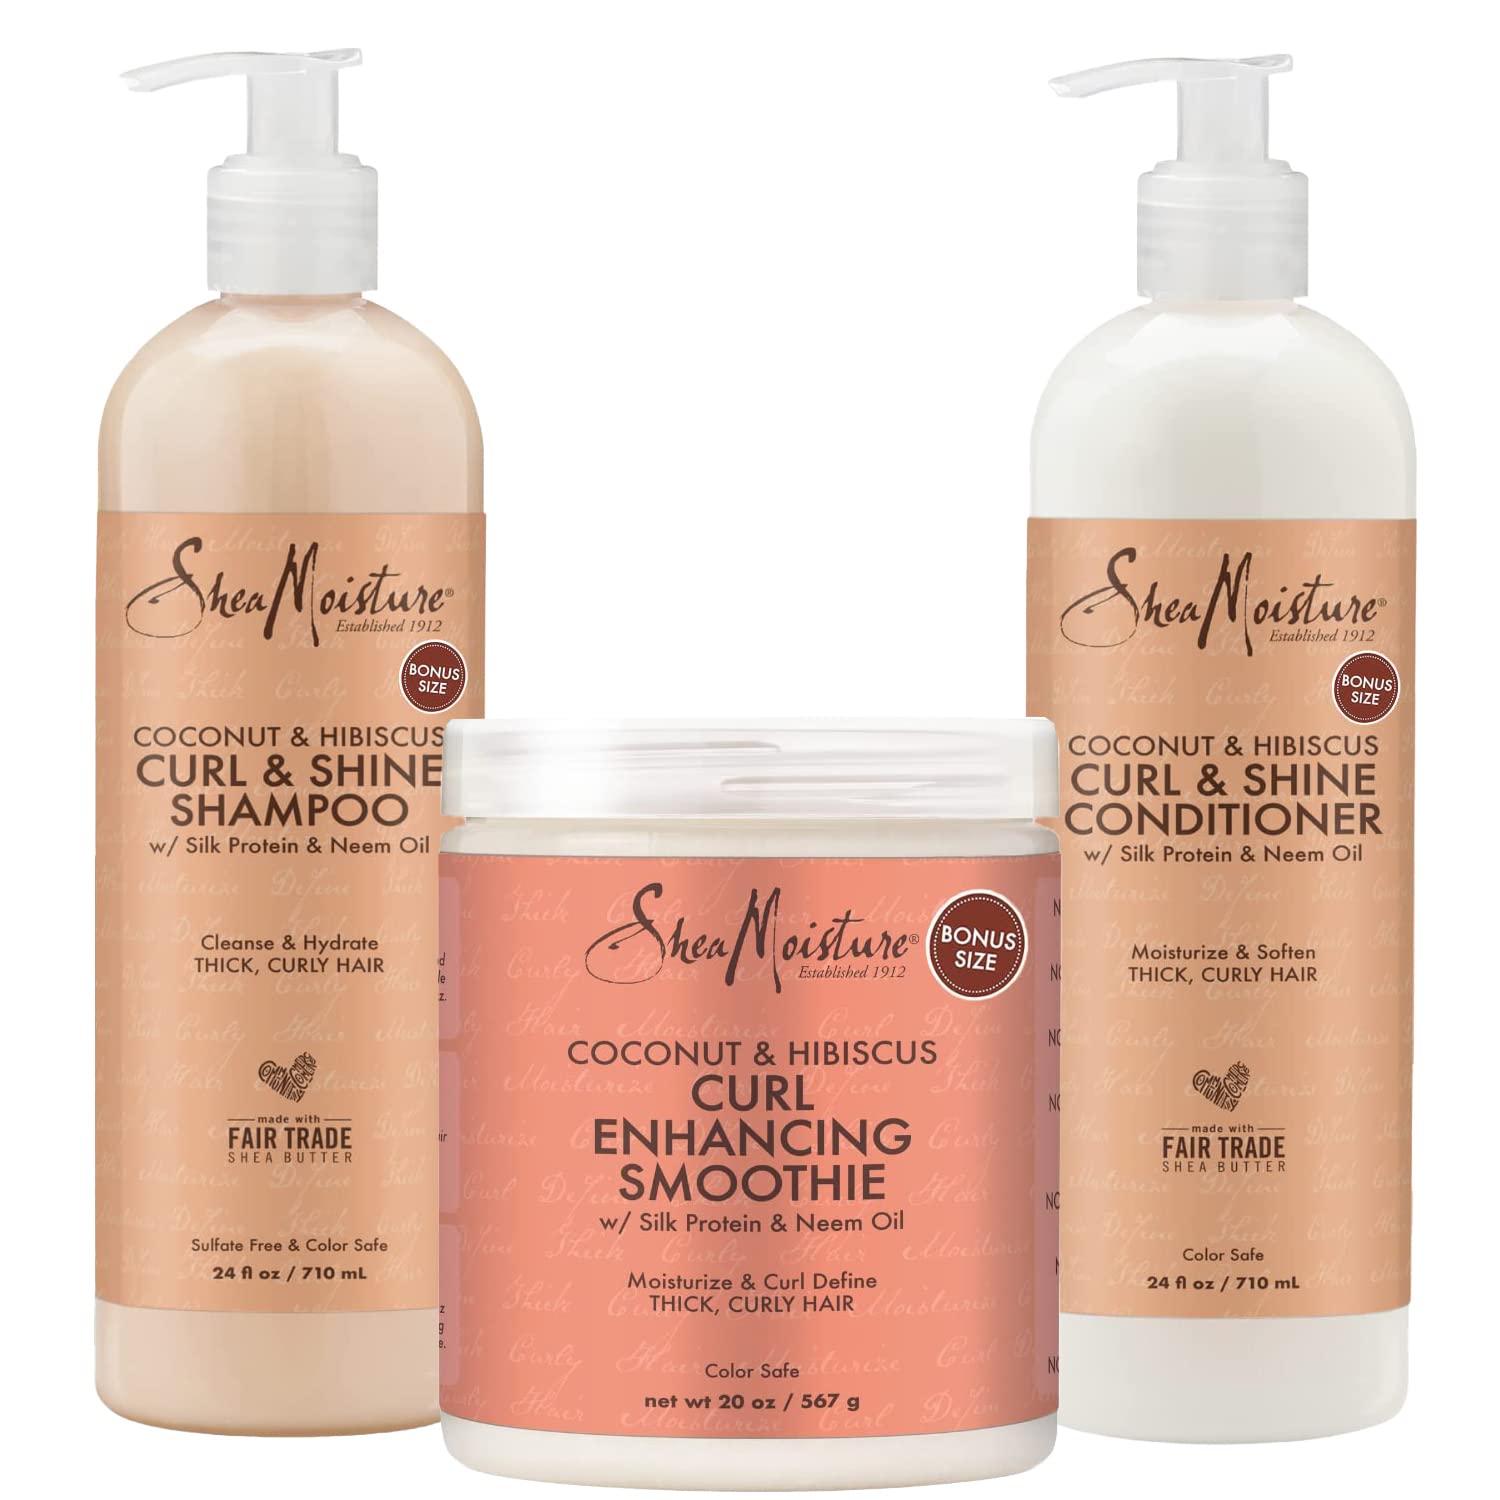 SheaMoisture®
Established 1912
BONUS
SIZE
COCONUT & HIBISCUS
CURL & SHINE
SHAMPOO
w/ Silk Protein & Neem Oil
Cleanse & Hydrate
THICK, CURLY HAIR
made with
FAIR TRADE
SHEA BUTTER
Sulfate Free & Color Safe
24 fl oz / 710 mL
SheaMoisture®
Established 1912
BONUS
SIZE
COCONUT & HIBISCUS
CURL
ENHANCING
SMOOTHIE
w/ Silk Protein & Neem Oil
Moisturize & Curl Define
THICK, CURLY HAIR
Color Safe
net wt 20 oz / 567 g
SheaMoisture®
Established 1912
BONUS
SIZE
COCONUT & HIBISCUS
CURL & SHINE
CONDITIONER
w/ Silk Protein & Neem Oil
Moisturize & Soften
THICK, CURLY HAIR
made with
FAIR TRADE
SHEA BUTTER
Color Safe
24 fl oz / 710 mL